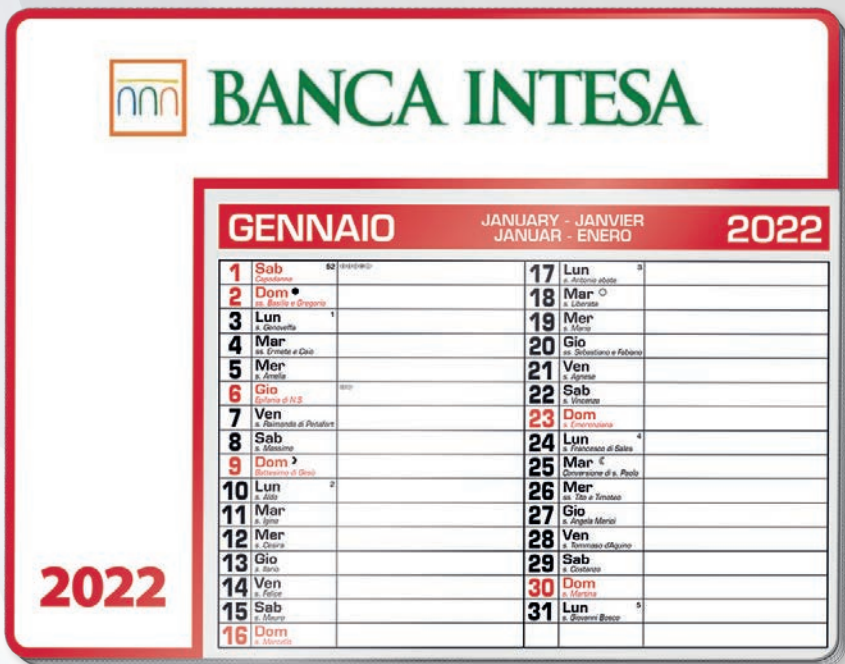 BANCA INTESA
GENNAIO
JANUARY - JANVIER
JANUAR - ENERO
2022
1 Sab 52
Capodanno
2 Dom
ss. Basilio e Gregorio
3 Lun 1
s. Genoveffa
4 Mar
ss. Ermete e Caio
5 Mer
s. Amelia
6 Gio
Epifania di N.S.
7 Ven
s. Raimondo di Peñafort
8 Sab
s. Massimo
9 Dom
Battesimo di Gesù
10 Lun 2
s. Aldo
11 Mar
s. Igino
12 Mer
s. Cesira
13 Gio
s. Ilario
14 Ven
s. Felice
15 Sab
s. Mauro
16 Dom
s. Marcello
17 Lun 3
s. Antonio abate
18 Mar
s. Liberata
19 Mer
s. Mario
20 Gio
ss. Sebastiano e Fabiano
21 Ven
s. Agnese
22 Sab
s. Vincenzo
23 Dom
s. Emerenziana
24 Lun 4
s. Francesco di Sales
25 Mar
Conversione di s. Paolo
26 Mer
ss. Tito e Timoteo
27 Gio
s. Angela Merici
28 Ven
s. Tommaso d'Aquino
29 Sab
s. Costanzo
30 Dom
s. Martina
31 Lun 5
s. Giovanni Bosco
2022